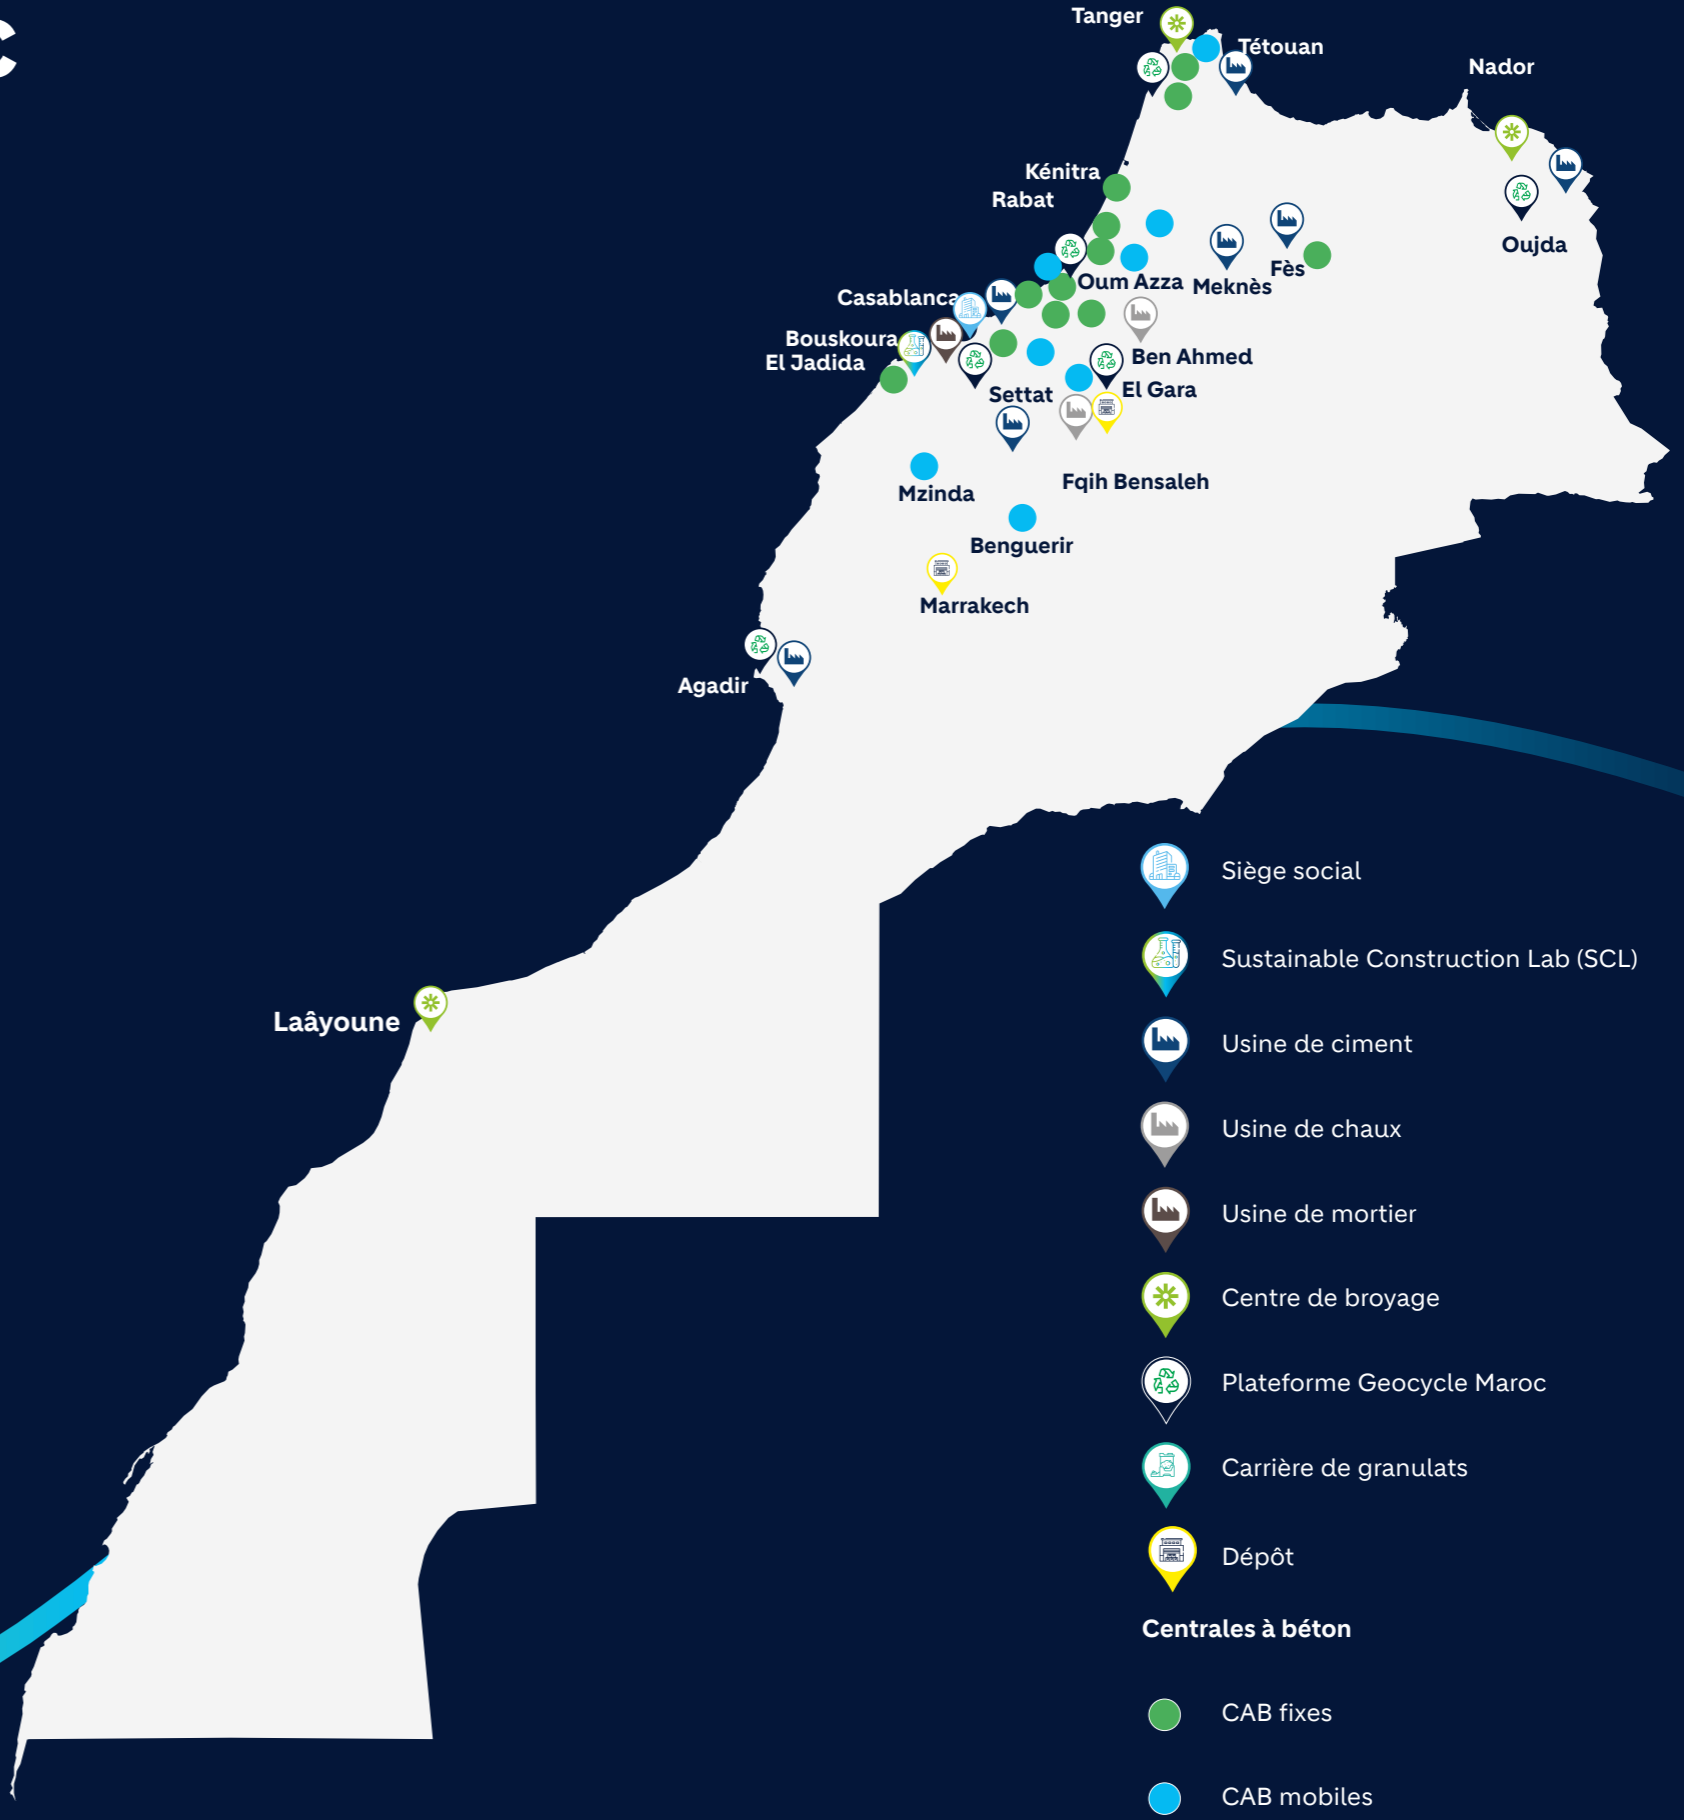 Tanger
Tétouan
Nador
Kénitra
Rabat
Oujda
Fès
Oum Azza
Meknès
Casablanca
Bouskoura
Ben Ahmed
El Jadida
Settat
El Gara
Fqih Bensaleh
Mzinda
Benguerir
Marrakech
Agadir
Laâyoune
Siège social
Sustainable Construction Lab (SCL)
Usine de ciment
Usine de chaux
Usine de mortier
Centre de broyage
Plateforme Geocycle Maroc
Carrière de granulats
Dépôt
Centrales à béton
CAB fixes
CAB mobiles